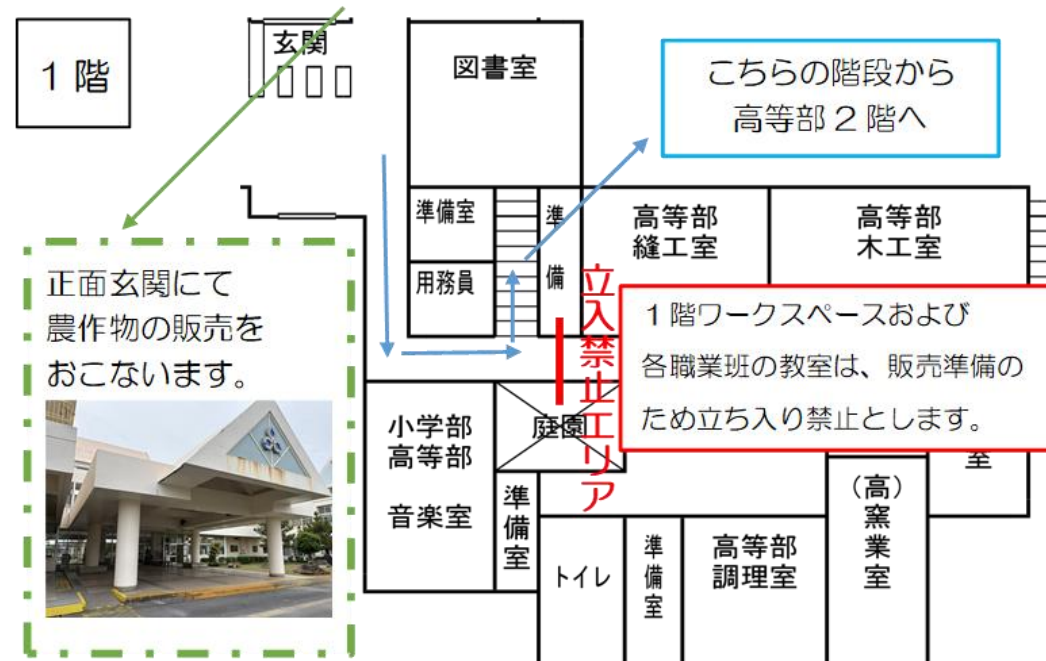 １階
玄関
図書室
こちらの階段から
高等部２階へ
準備室
準
備
高等部
縫工室
高等部
木工室
用務員
立入禁止エリア
正面玄関にて
農作物の販売を
おこないます。
１階ワークスペースおよび
各職業班の教室は、販売準備の
ため立ち入り禁止とします。
小学部
高等部
音楽室
庭園
室
準備室
（高）窯業室
トイレ
準備室
高等部
調理室